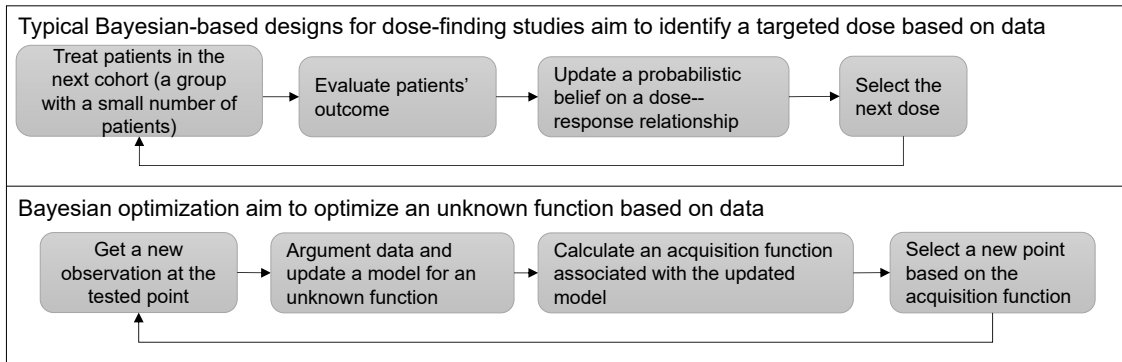 Typical Bayesian-based designs for dose-finding studies aim to identify a targeted dose based on data
Treat patients in the
next cohort (a group
with a small number of
patients)
Evaluate patients'
outcome
Update a probabilistic
belief on a dose--
response relationship
Select the
next dose
Bayesian optimization aim to optimize an unknown function based on data
Get a new
observation at the
tested point
Argument data and
update a model for an
unknown function
Calculate an acquisition function
associated with the updated
model
Select a new point
based on the
acquisition function